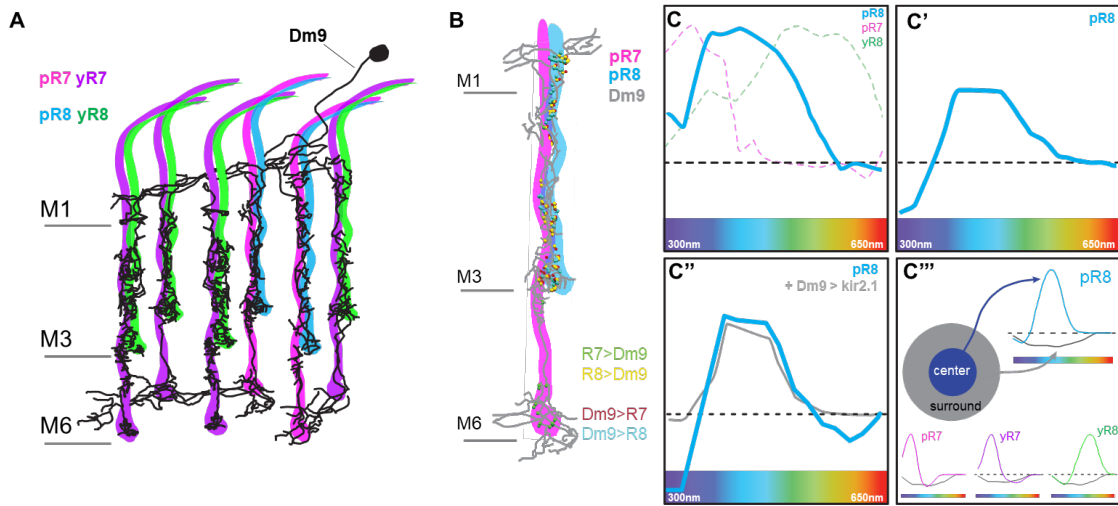 A
Dm9
pR7 yR7
pR8 yR8
M1
M3
M6
B
pR7
pR8
Dm9
M1
M3
M6
R7>Dm9
R8>Dm9
Dm9>R7
Dm9>R8
C
pR8
pR7
yR8
300nm 650nm
C'
pR8
300nm 650nm
C''
pR8
+ Dm9 > kir2.1
300nm 650nm
C'''
pR8
center
surround
pR7 yR7 yR8